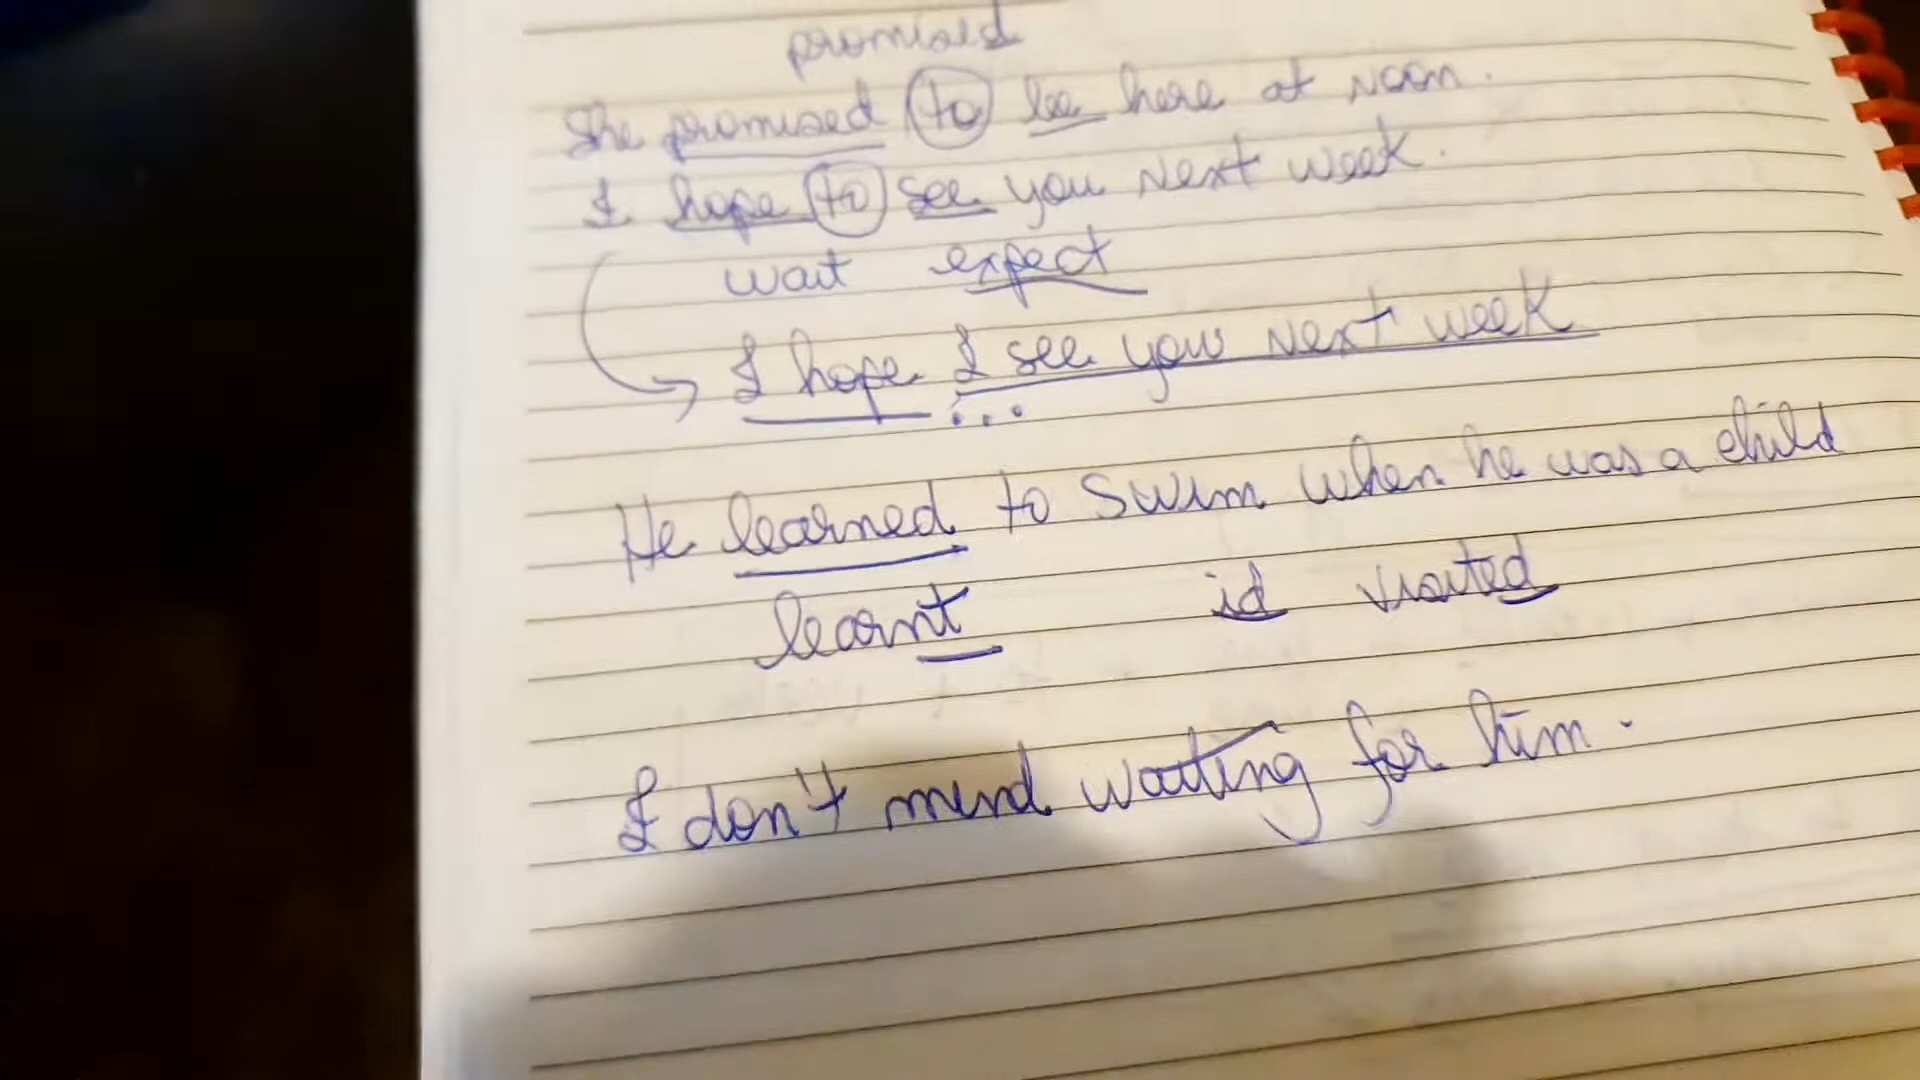 promised
She promised to be here at noon.
I hope to see you next week.
wait expect
I hope I see you next week
...
He learned to swim when he was a child
learnt id visited
I don't mind waiting for him.